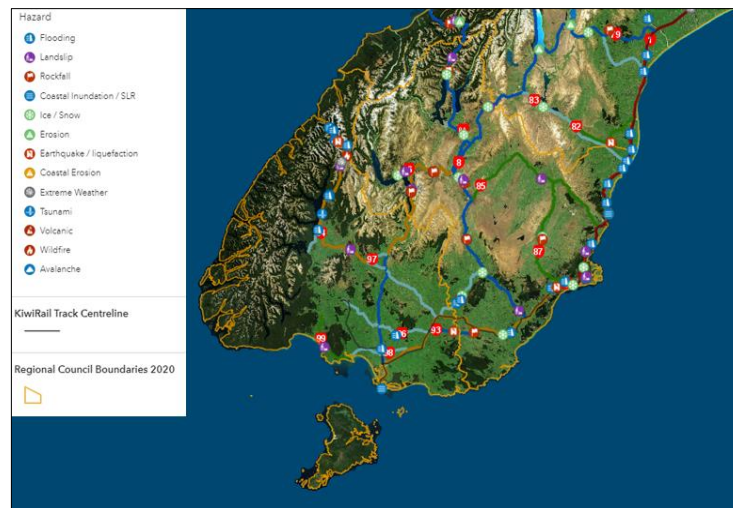 Hazard
Flooding
Landslip
Rockfall
Coastal Inundation / SLR
Ice / Snow
Erosion
Earthquake / liquefaction
Coastal Erosion
Extreme Weather
Tsunami
Volcanic
Wildfire
Avalanche
KiwiRail Track Centreline
Regional Council Boundaries 2020
1
83
82
8
85
87
97
93
99